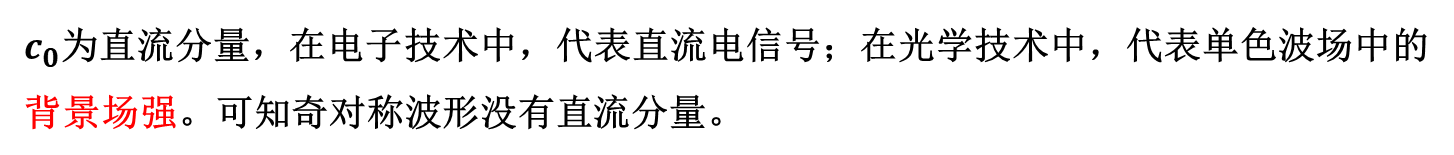 c₀为直流分量，在电子技术中，代表直流电信号；在光学技术中，代表单色波场中的
背景场强。可知奇对称波形没有直流分量。